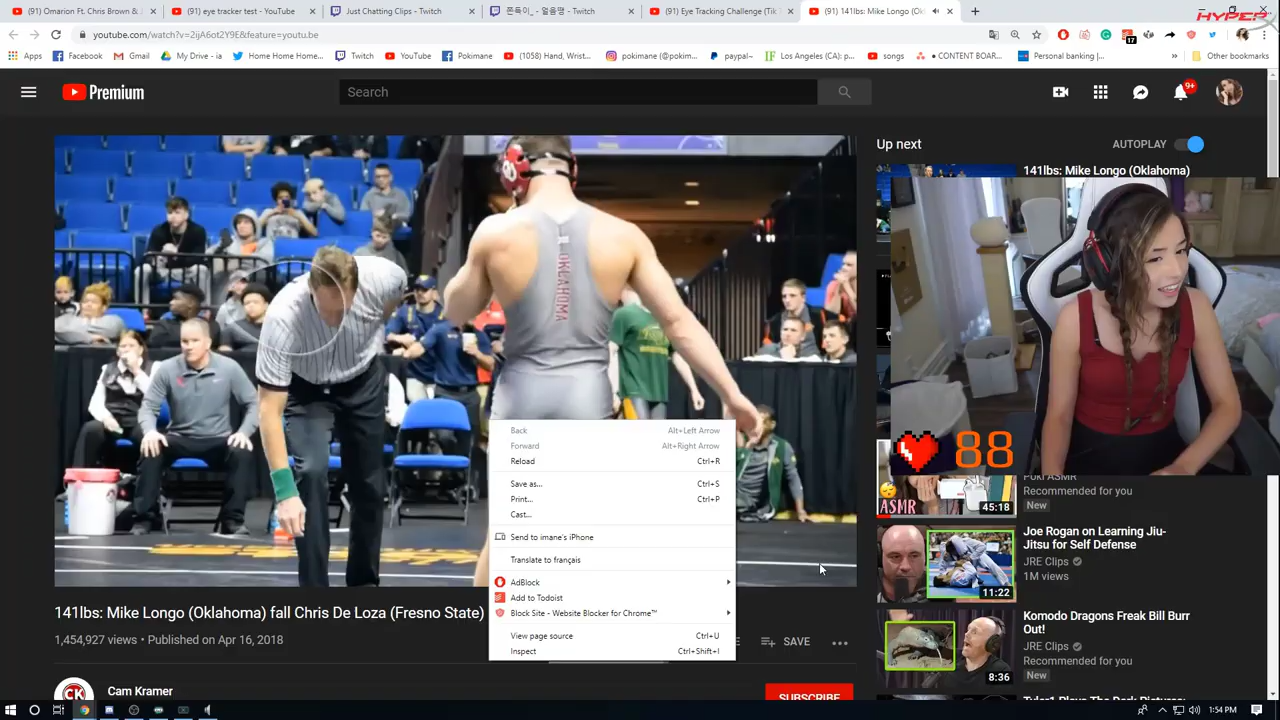 (91) Omarion Ft. Chris Brown &
(91) eye tracker test - YouTube
Just Chatting Clips - Twitch
(91) Eye Tracking Challenge (Tik T
(91) 141lbs: Mike Longo (Ok
HYPER
youtube.com/watch?v=2ijA6ot2Y9E&feature=youtu.be
Apps
Facebook
Gmail
My Drive - ia
Home Home Home...
Twitch
YouTube
Pokimane
(1058) Hand, Wrist...
pokimane (@pokim...
paypal~
Los Angeles (CA): p...
songs
CONTENT BOAR...
Personal banking |...
»
Other bookmarks
17
Premium
Search
9+
Up next
AUTOPLAY
141lbs: Mike Longo (Oklahoma)
OKLAHOMA
88
Back Alt+Left Arrow
Forward Alt+Right Arrow
Reload Ctrl+R
Save as... Ctrl+S
Print... Ctrl+P
Cast...
Send to imane's iPhone
Translate to français
AdBlock
Add to Todoist
Block Site - Website Blocker for Chrome™
View page source Ctrl+U
Inspect Ctrl+Shift+I
ASMR
45:18
Poki ASMR
Recommended for you
New
Joe Rogan on Learning Jiu-
Jitsu for Self Defense
JRE Clips
1M views
11:22
Komodo Dragons Freak Bill Burr
Out!
JRE Clips
Recommended for you
New
8:36
141lbs: Mike Longo (Oklahoma) fall Chris De Loza (Fresno State)
1,454,927 views • Published on Apr 16, 2018
SAVE
CK
Cam Kramer
SUBSCRIBE
1:54 PM